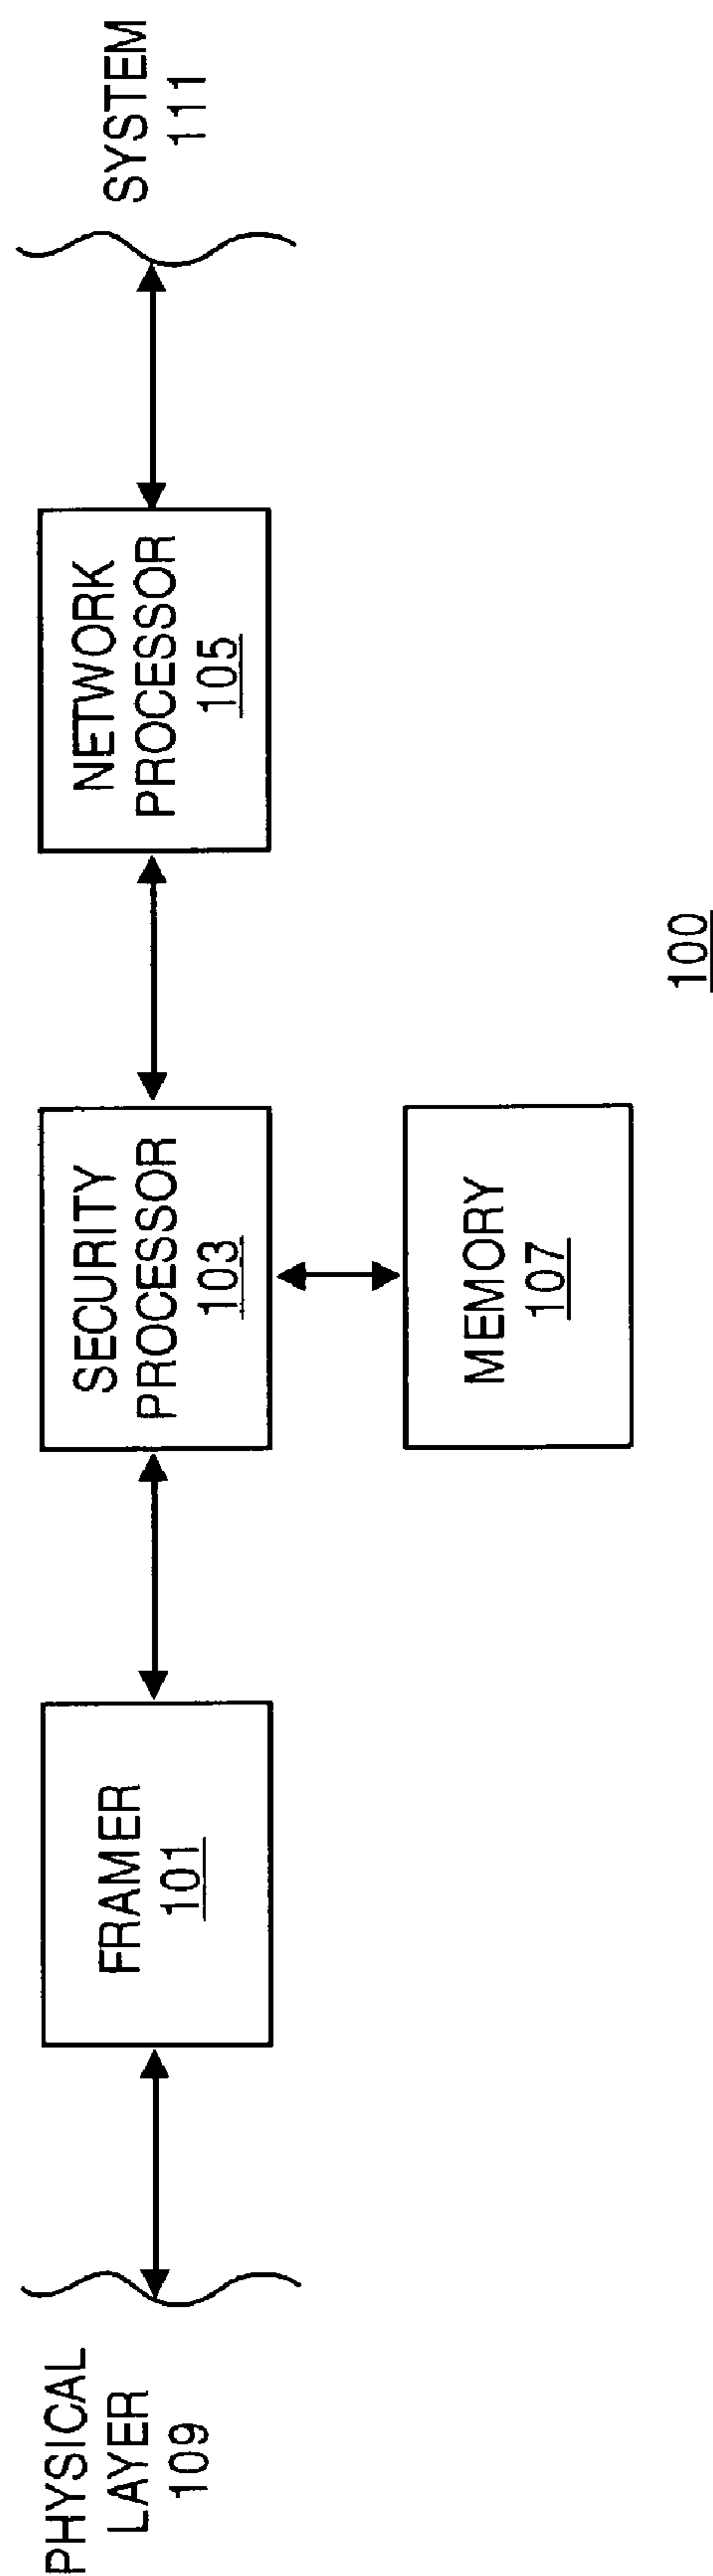 PHYSICAL
LAYER
109
FRAMER
101
SECURITY
PROCESSOR
103
NETWORK
PROCESSOR
105
SYSTEM
111
MEMORY
107
100